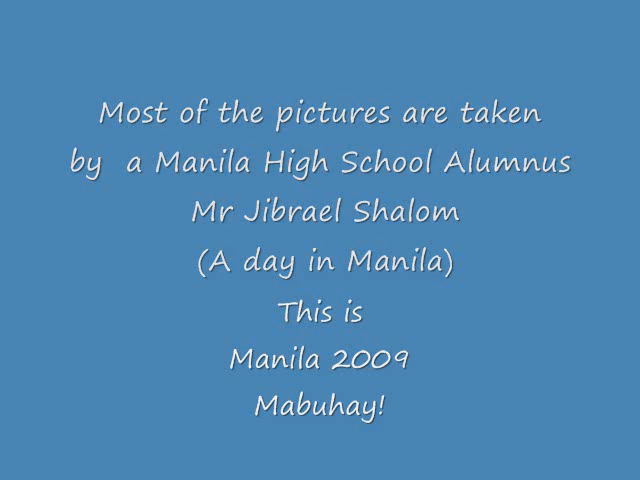 Most of the pictures are taken
by a Manila High School Alumnus
Mr Jibrael Shalom
(A day in Manila)
This is
Manila 2009
Mabuhay!